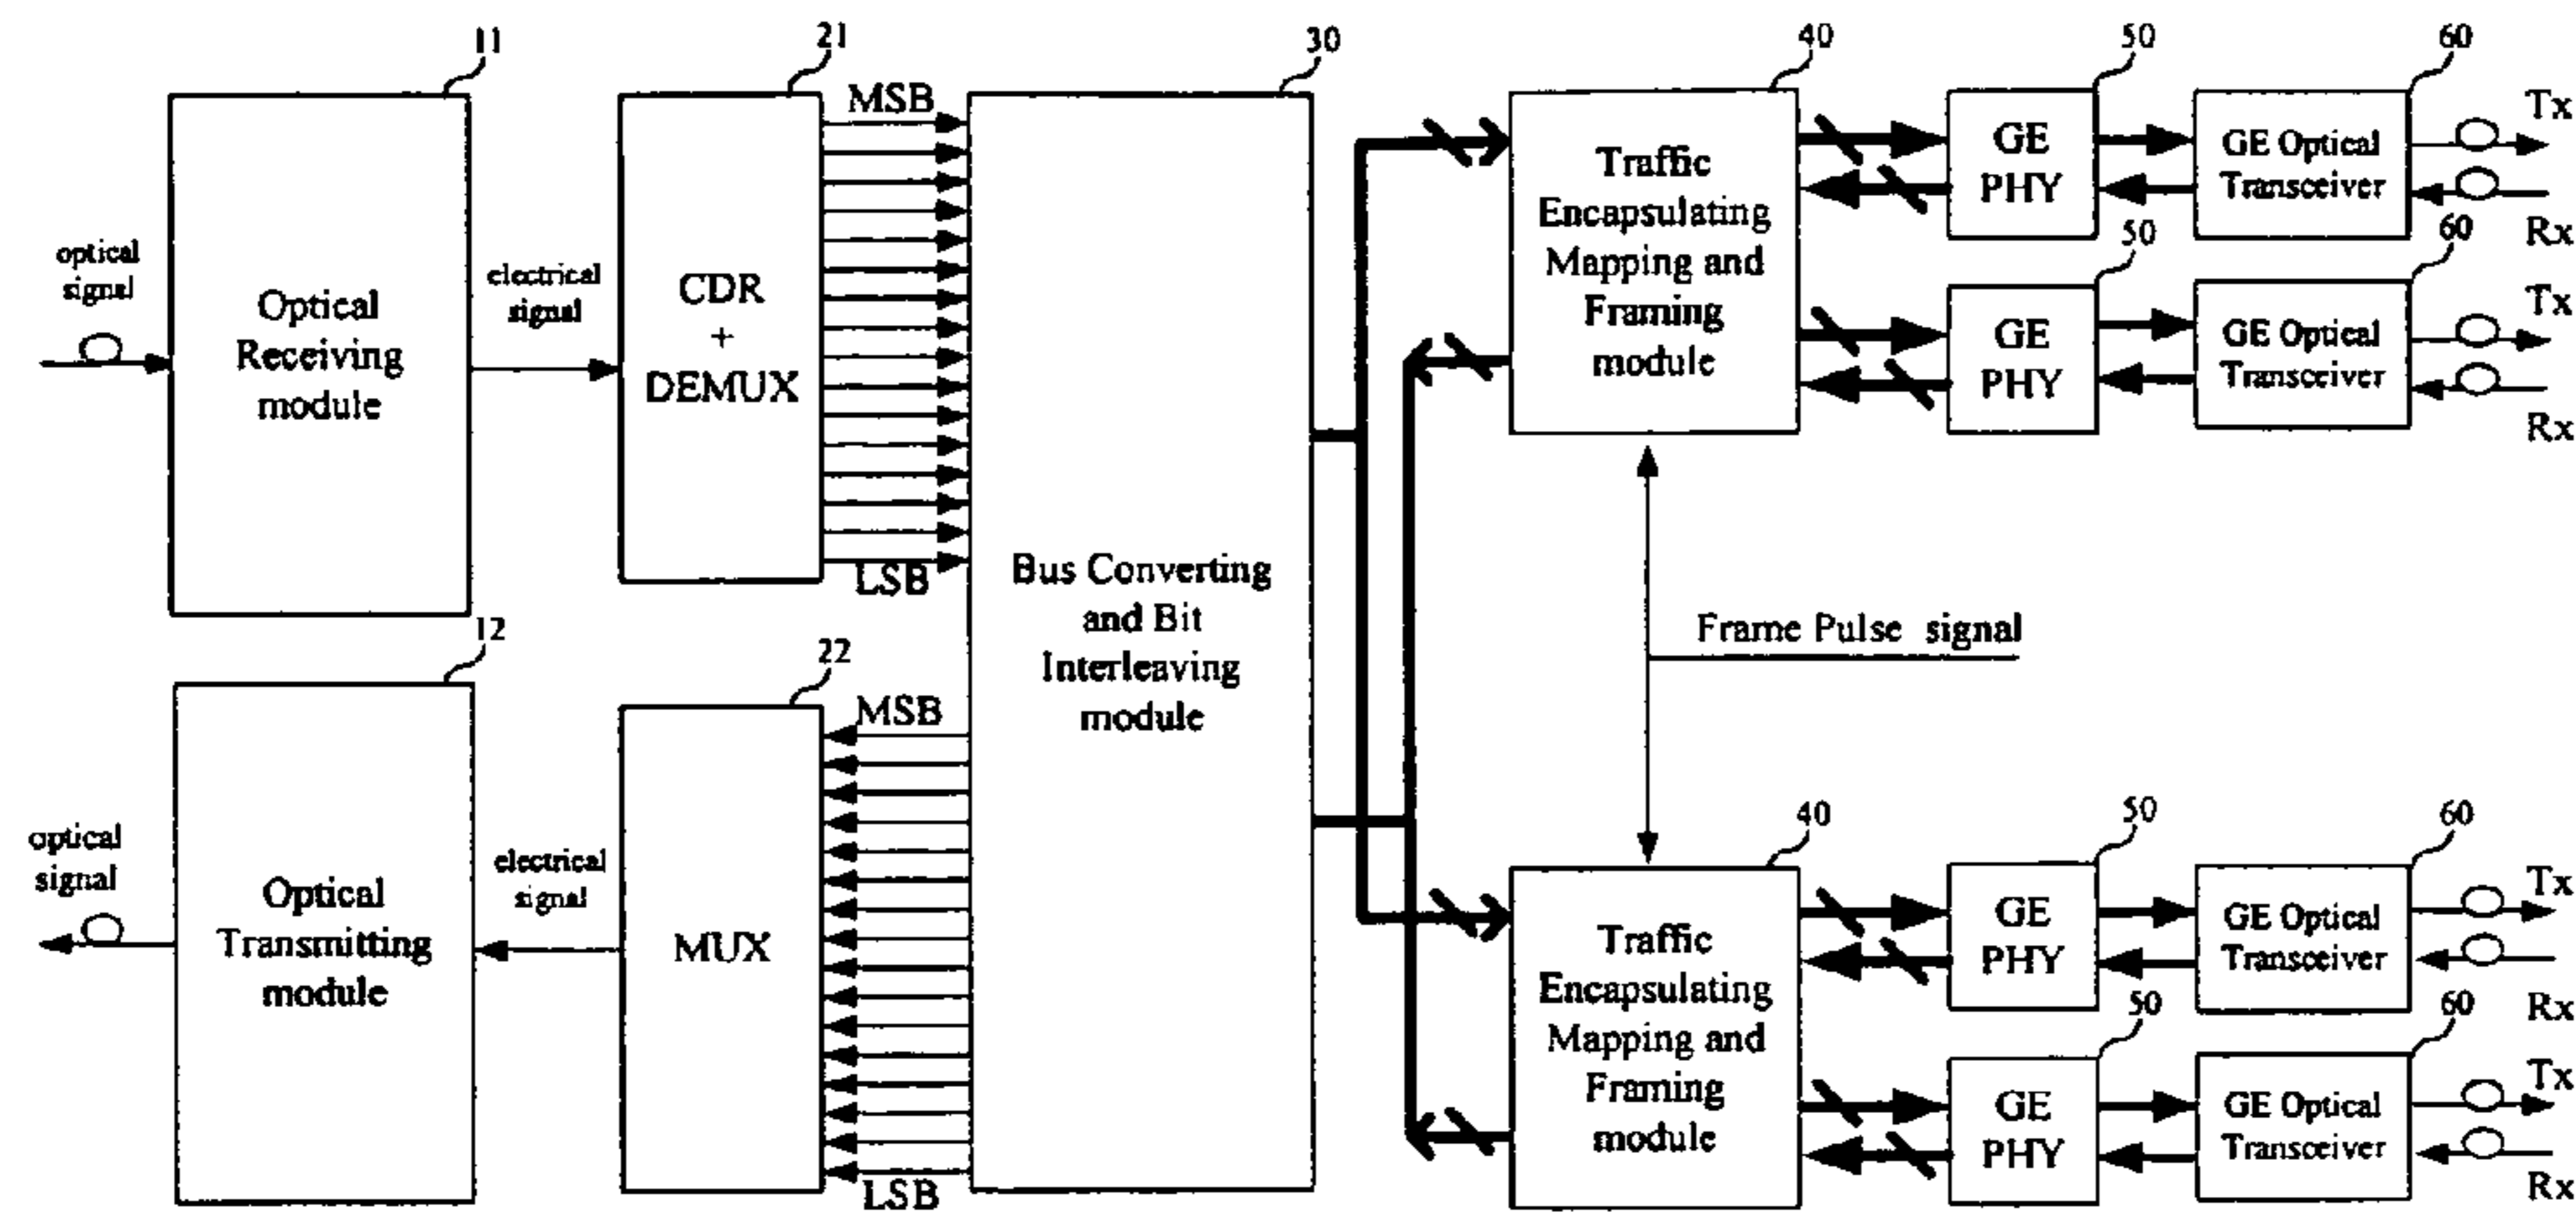 11
21
30
40
50
60
MSB
Tx
GE
PHY
GE Optical
Transceiver
Traffic
Encapsulating
Mapping and
Framing
module
Rx
50
60
optical
signal
Optical
Receiving
module
electrical
signal
CDR
+
DEMUX
GE
PHY
GE Optical
Transceiver
Tx
Rx
LSB
Bus Converting
and Bit
Interleaving
module
Frame Pulse signal
12
22
MSB
40
50
60
optical
signal
Optical
Transmitting
module
electrical
signal
MUX
Traffic
Encapsulating
Mapping and
Framing
module
GE
PHY
GE Optical
Transceiver
Tx
Rx
50
60
GE
PHY
GE Optical
Transceiver
Tx
Rx
LSB